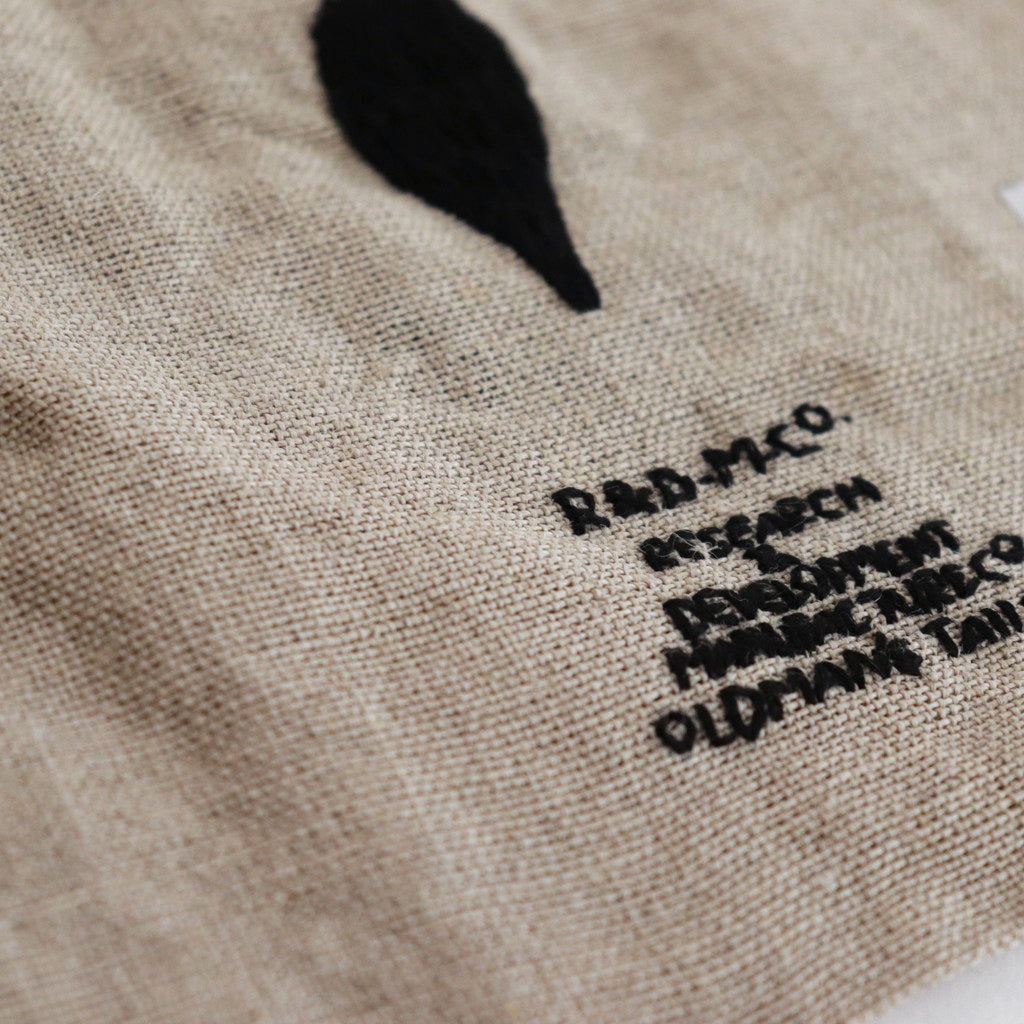 R&D-M-CO.
RESEARCH
&
DEVELOPMENT
MANUFACTURE CO
OLDMAN'S TAIL